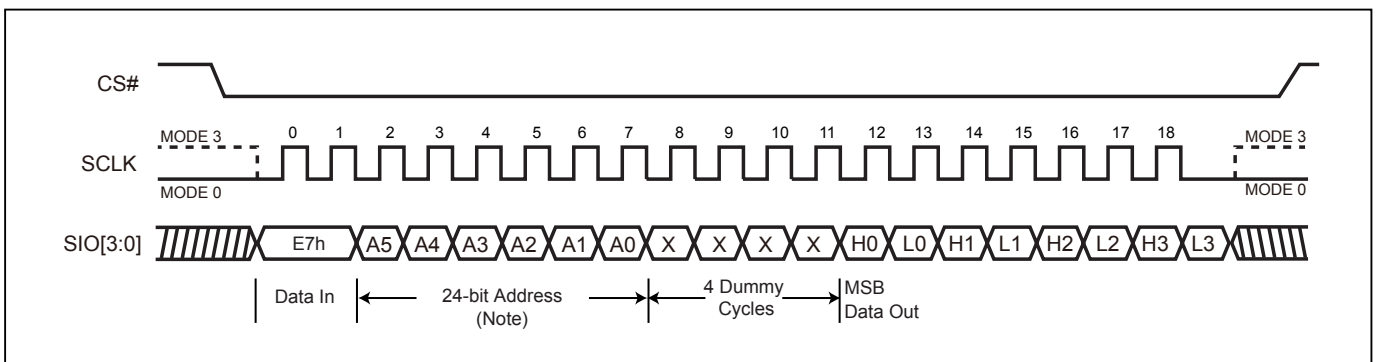 CS#
0 1 2 3 4 5 6 7 8 9 10 11 12 13 14 15 16 17 18
MODE 3 MODE 3
SCLK
MODE 0 MODE 0
SIO[3:0] E7h A5 A4 A3 A2 A1 A0 X X X X H0 L0 H1 L1 H2 L2 H3 L3
Data In 24-bit Address 4 Dummy MSB
(Note) Cycles Data Out